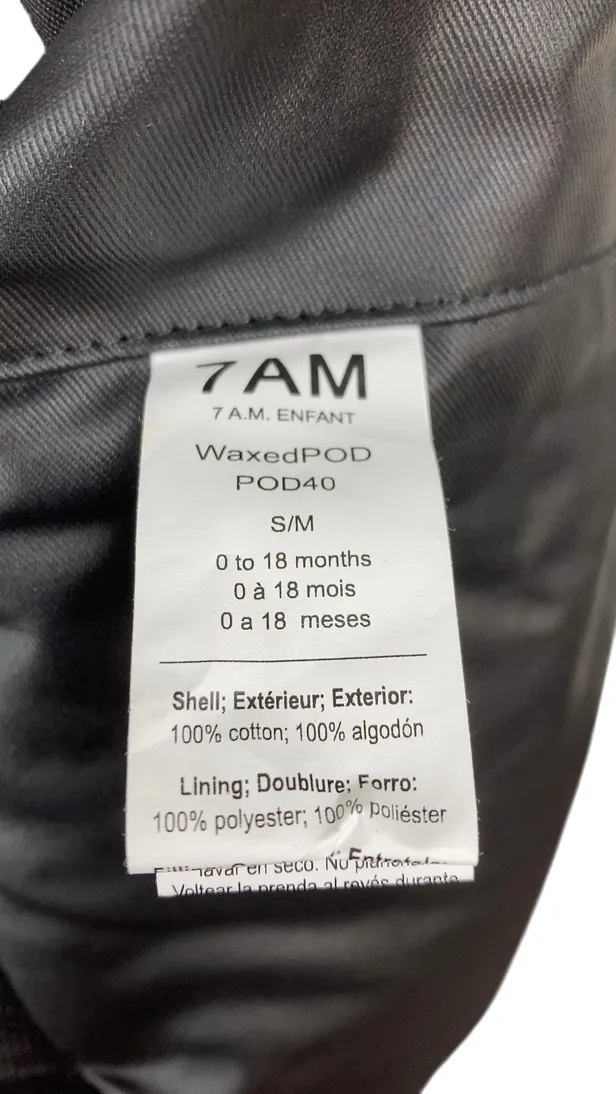 7AM
7 A.M. ENFANT
WaxedPOD
POD40
S/M
0 to 18 months
0 à 18 mois
0 a 18 meses
Shell; Extérieur; Exterior:
100% cotton; 100% algodón
Lining; Doublure; Forro:
100% polyester; 100% poliéster
lavar en seco. No
Voltear la prenda al revés durante